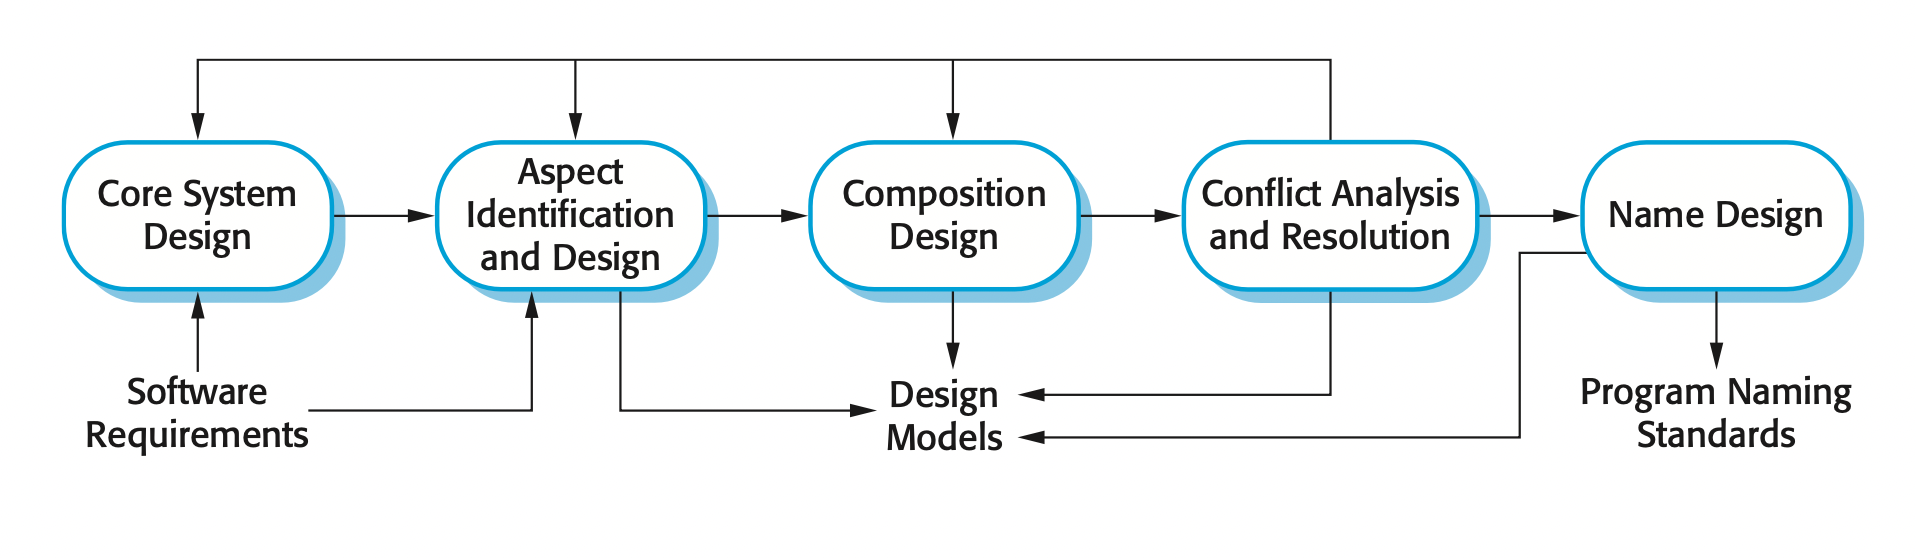 Core System
Design
Aspect
Identification
and Design
Composition
Design
Conflict Analysis
and Resolution
Name Design
Software
Requirements
Design
Models
Program Naming
Standards